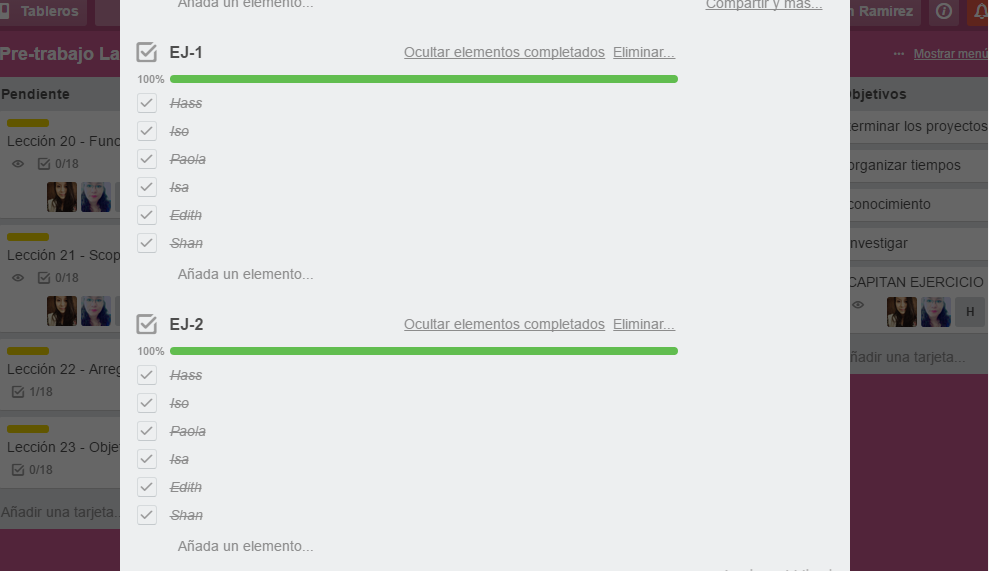 Tableros
Añada un elemento...
Compartir y más...
Ramírez
Pre-trabajo La
Mostrar menú
EJ-1
Ocultar elementos completados Eliminar...
100%
Hass
Iso
Paola
Isa
Edith
Shan
Añada un elemento...
EJ-2
Ocultar elementos completados Eliminar...
100%
Hass
Iso
Paola
Isa
Edith
Shan
Añada un elemento...
Pendiente
Lección 20 - Func
0/18
Lección 21 - Scop
0/18
Lección 22 - Arreg
1/18
Lección 23 - Obje
0/18
Añadir una tarjeta...
bjetivos
erminar los proyectos
organizar tiempos
conocimiento
nvestigar
CAPITAN EJERCICIO
H
ñadir una tarjeta...